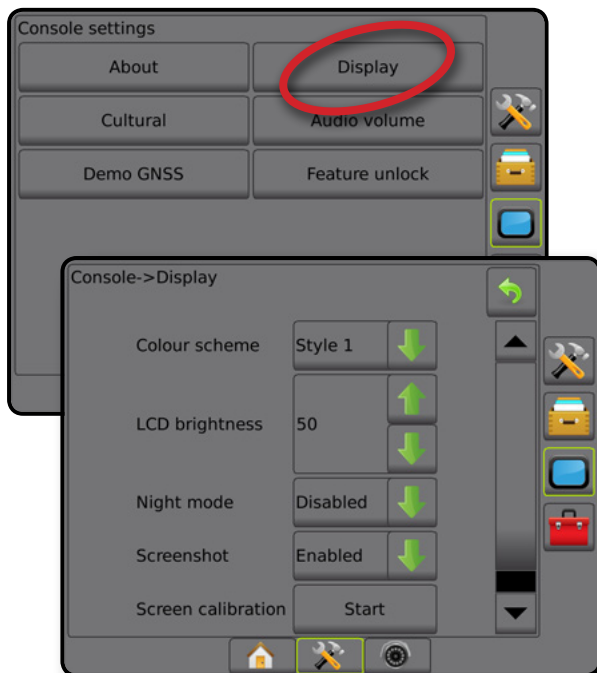 Console settings
About Display
Cultural Audio volume
Demo GNSS Feature unlock
Console->Display
Colour scheme Style 1
LCD brightness 50
Night mode Disabled
Screenshot Enabled
Screen calibration Start